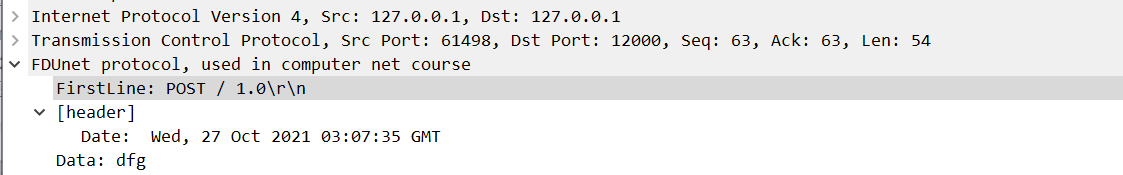 Internet Protocol Version 4, Src: 127.0.0.1, Dst: 127.0.0.1
Transmission Control Protocol, Src Port: 61498, Dst Port: 12000, Seq: 63, Ack: 63, Len: 54
FDUnet protocol, used in computer net course
FirstLine: POST / 1.0\r\n
[header]
Date:  Wed, 27 Oct 2021 03:07:35 GMT
Data: dfg